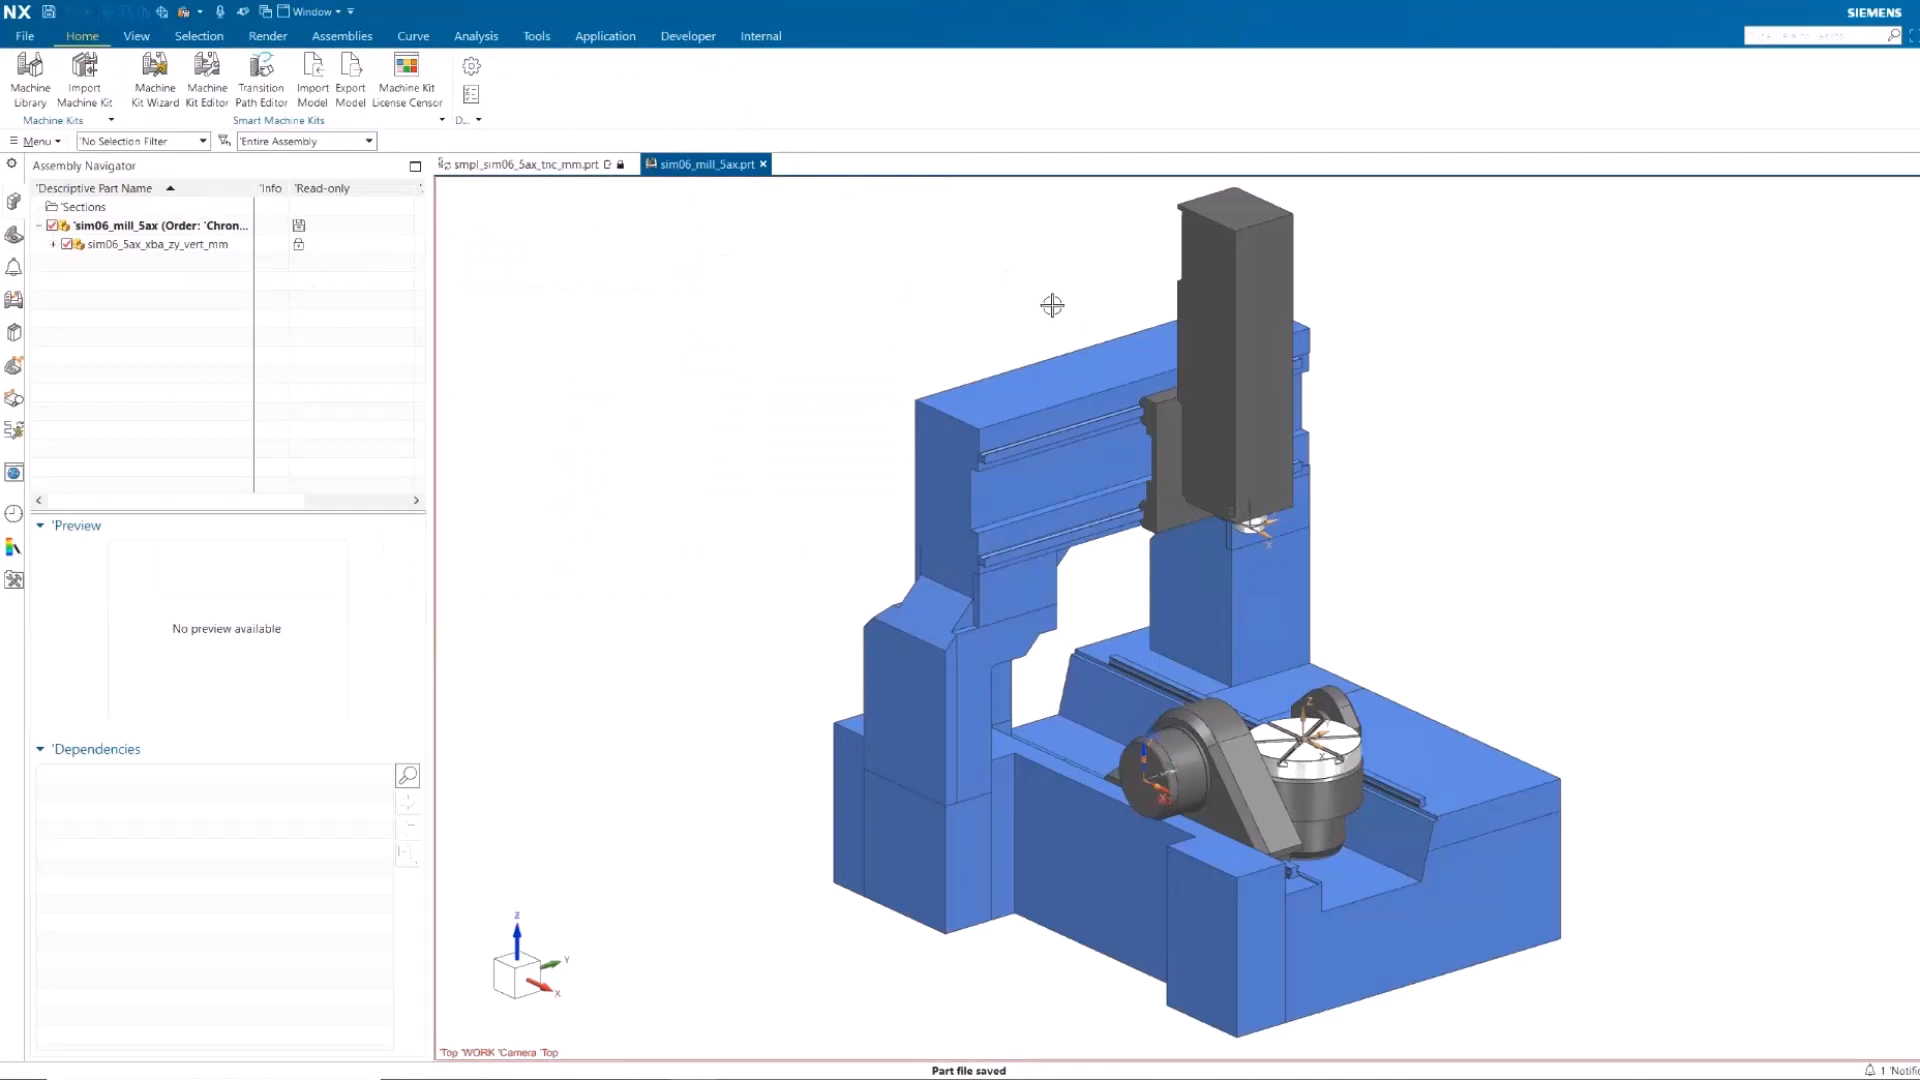 NX Window SIEMENS
File Home View Selection Render Assemblies Curve Analysis Tools Application Developer Internal
Machine Library
Import Machine Kit
Machine Kit Wizard
Machine Kit Editor
Transition Path Editor
Import Model
Export Model
Machine Kit License Censor
Machine Kits Smart Machine Kits D...
Menu 'No Selection Filter 'Entire Assembly
Assembly Navigator smpl_sim06_5ax_tnc_mm.prt sim06_mill_5ax.prt
'Descriptive Part Name 'Info 'Read-only
'Sections
'sim06_mill_5ax (Order: 'Chron...
sim06_5ax_xba_zy_vert_mm
'Preview
No preview available
'Dependencies
X
Z
X
X
Z
Y
X
'Top 'WORK 'Camera 'Top
Part file saved
1 'Notific